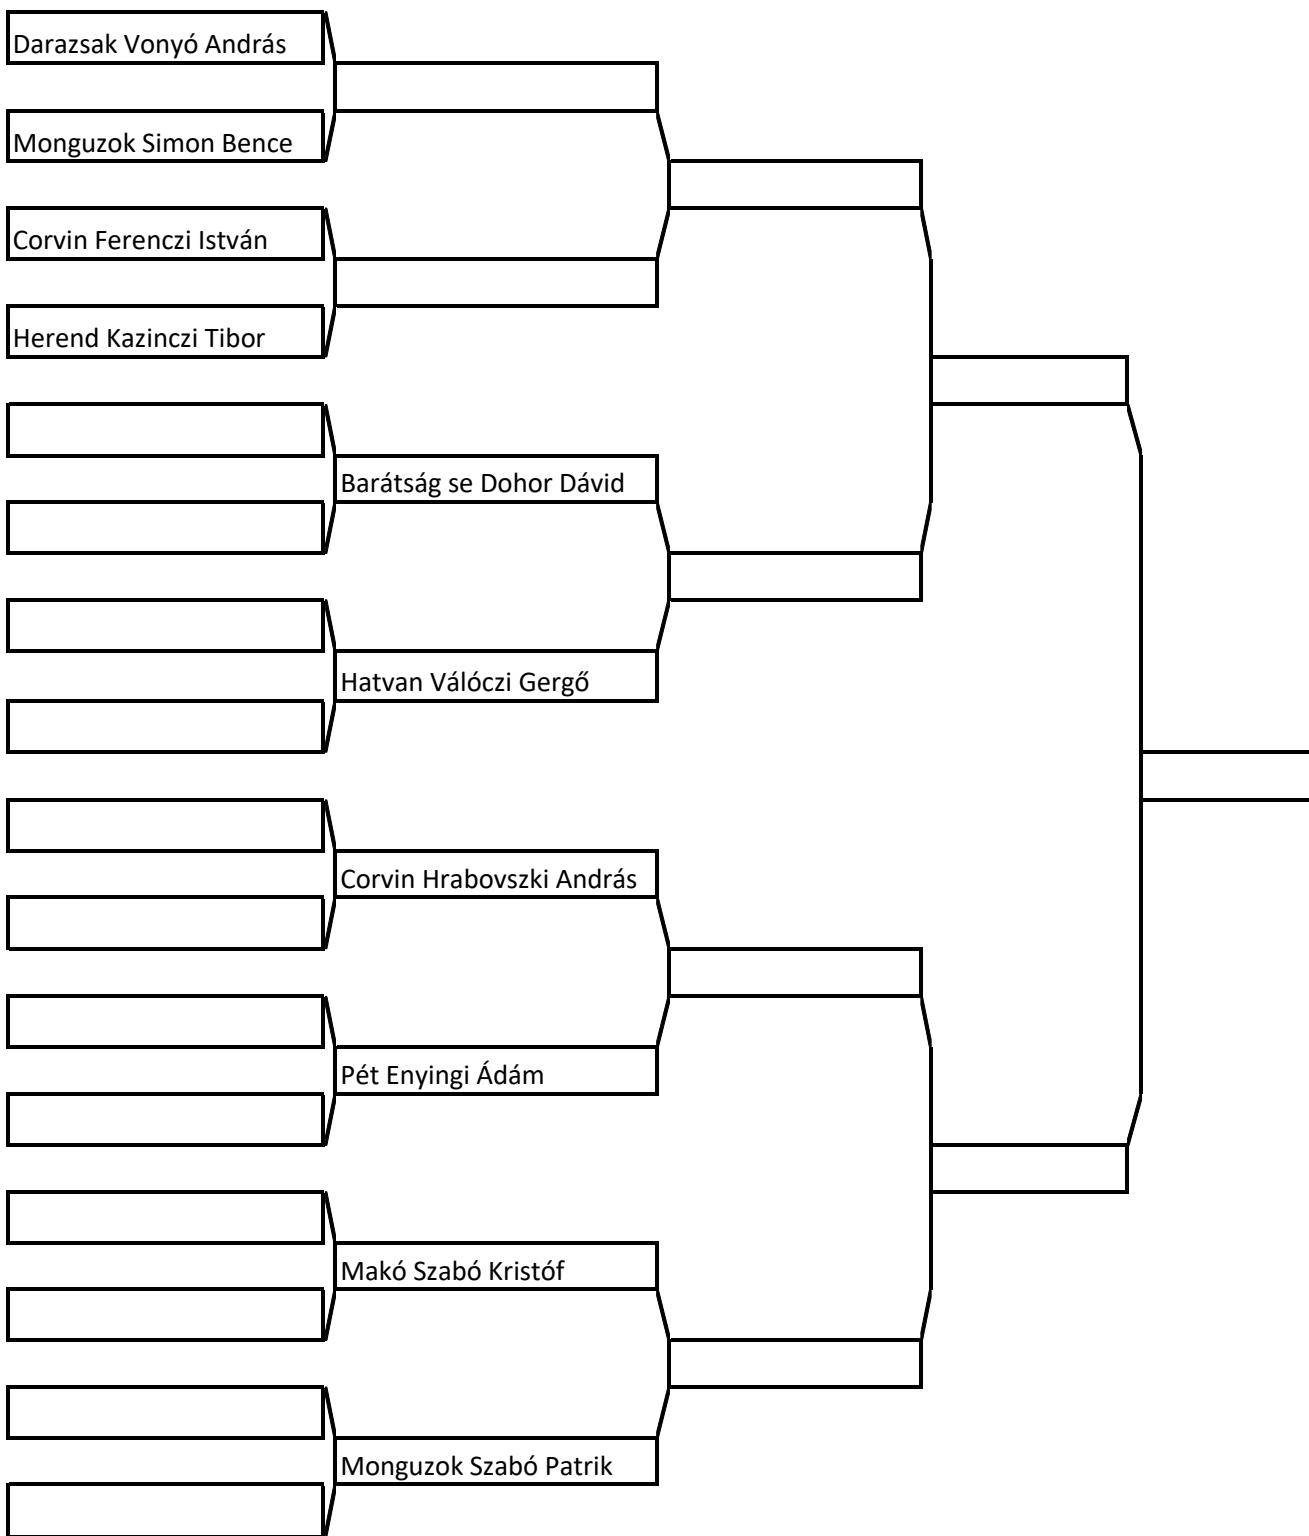 Darazsak Vonyó András
Monguzok Simon Bence
Corvin Ferenczi István
Herend Kazinczi Tibor
Barátság se Dohor Dávid
Hatvan Válóczi Gergő
Corvin Hrabovszki András
Pét Enyingi Ádám
Makó Szabó Kristóf
Monguzok Szabó Patrik